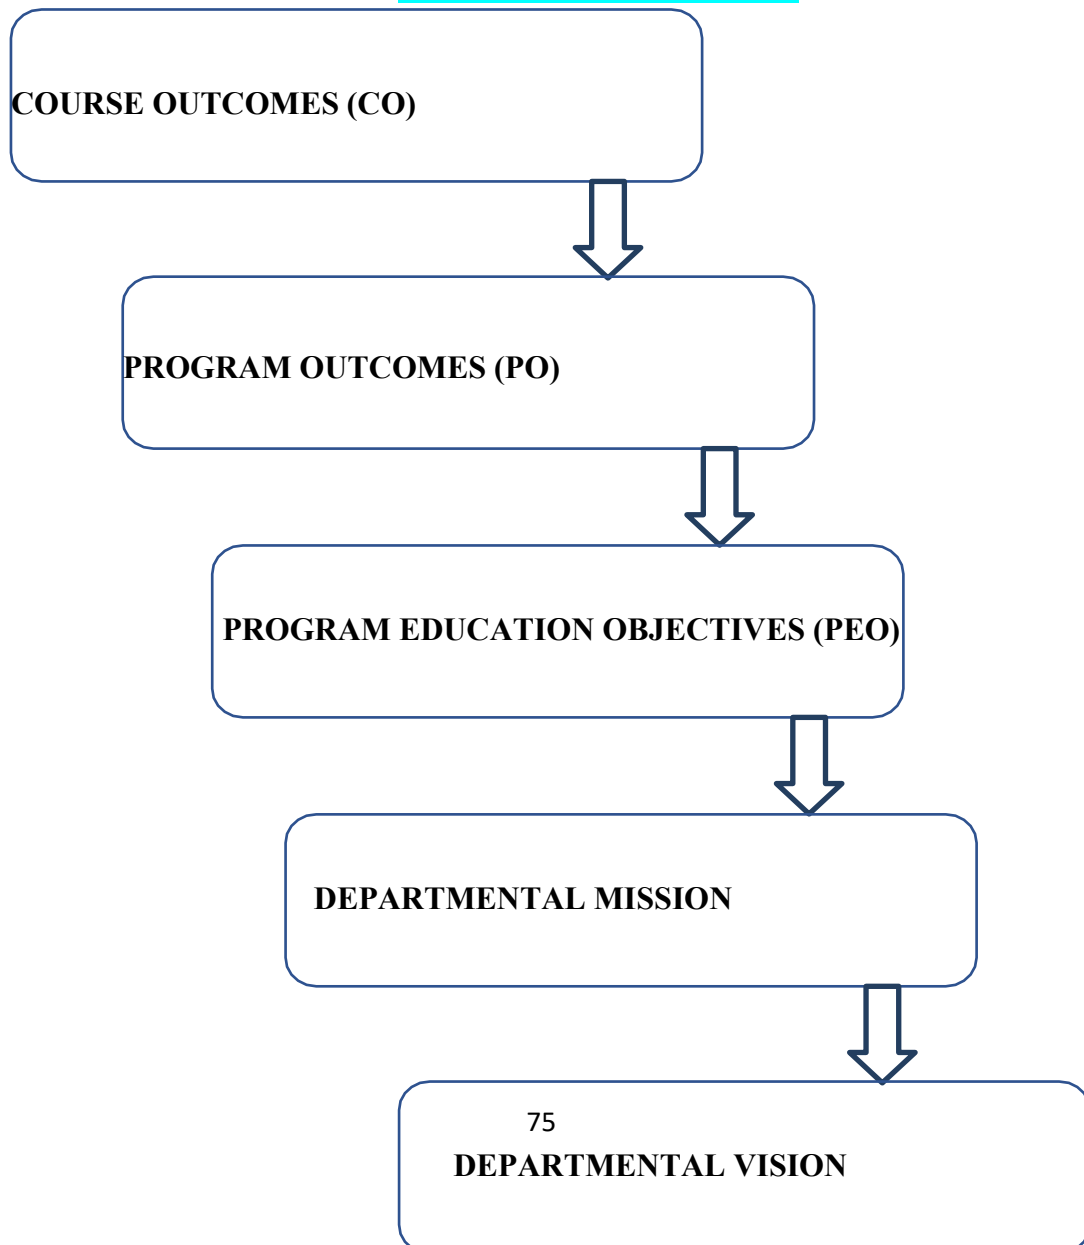 COURSE OUTCOMES (CO)
PROGRAM OUTCOMES (PO)
PROGRAM EDUCATION OBJECTIVES (PEO)
DEPARTMENTAL MISSION
75
DEPARTMENTAL VISION